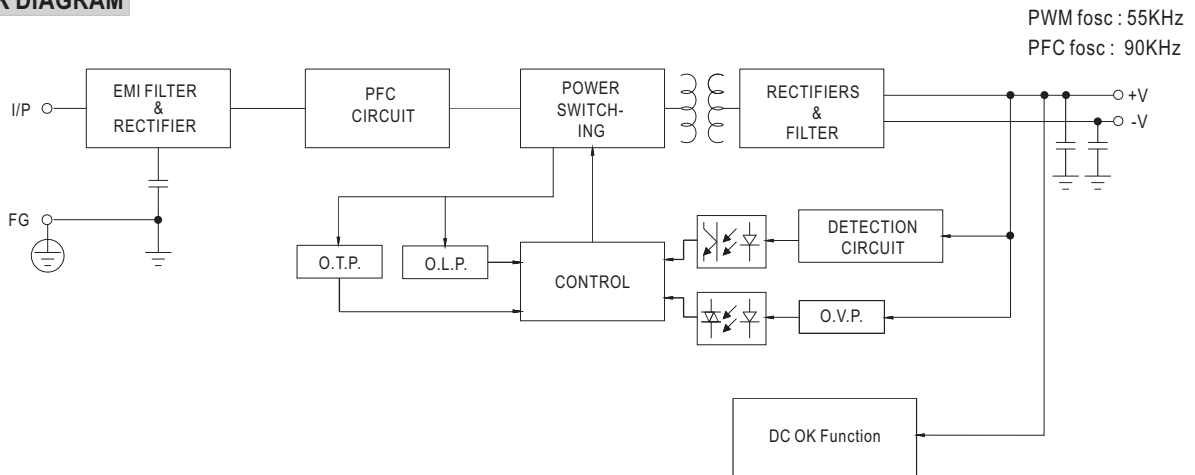 DIAGRAM
PWM fosc : 55KHz
PFC fosc : 90KHz
I/P
EMI FILTER
&
RECTIFIER
PFC
CIRCUIT
POWER
SWITCH-
ING
RECTIFIERS
&
FILTER
+V
-V
FG
O.T.P.
O.L.P.
CONTROL
DETECTION
CIRCUIT
O.V.P.
DC OK Function